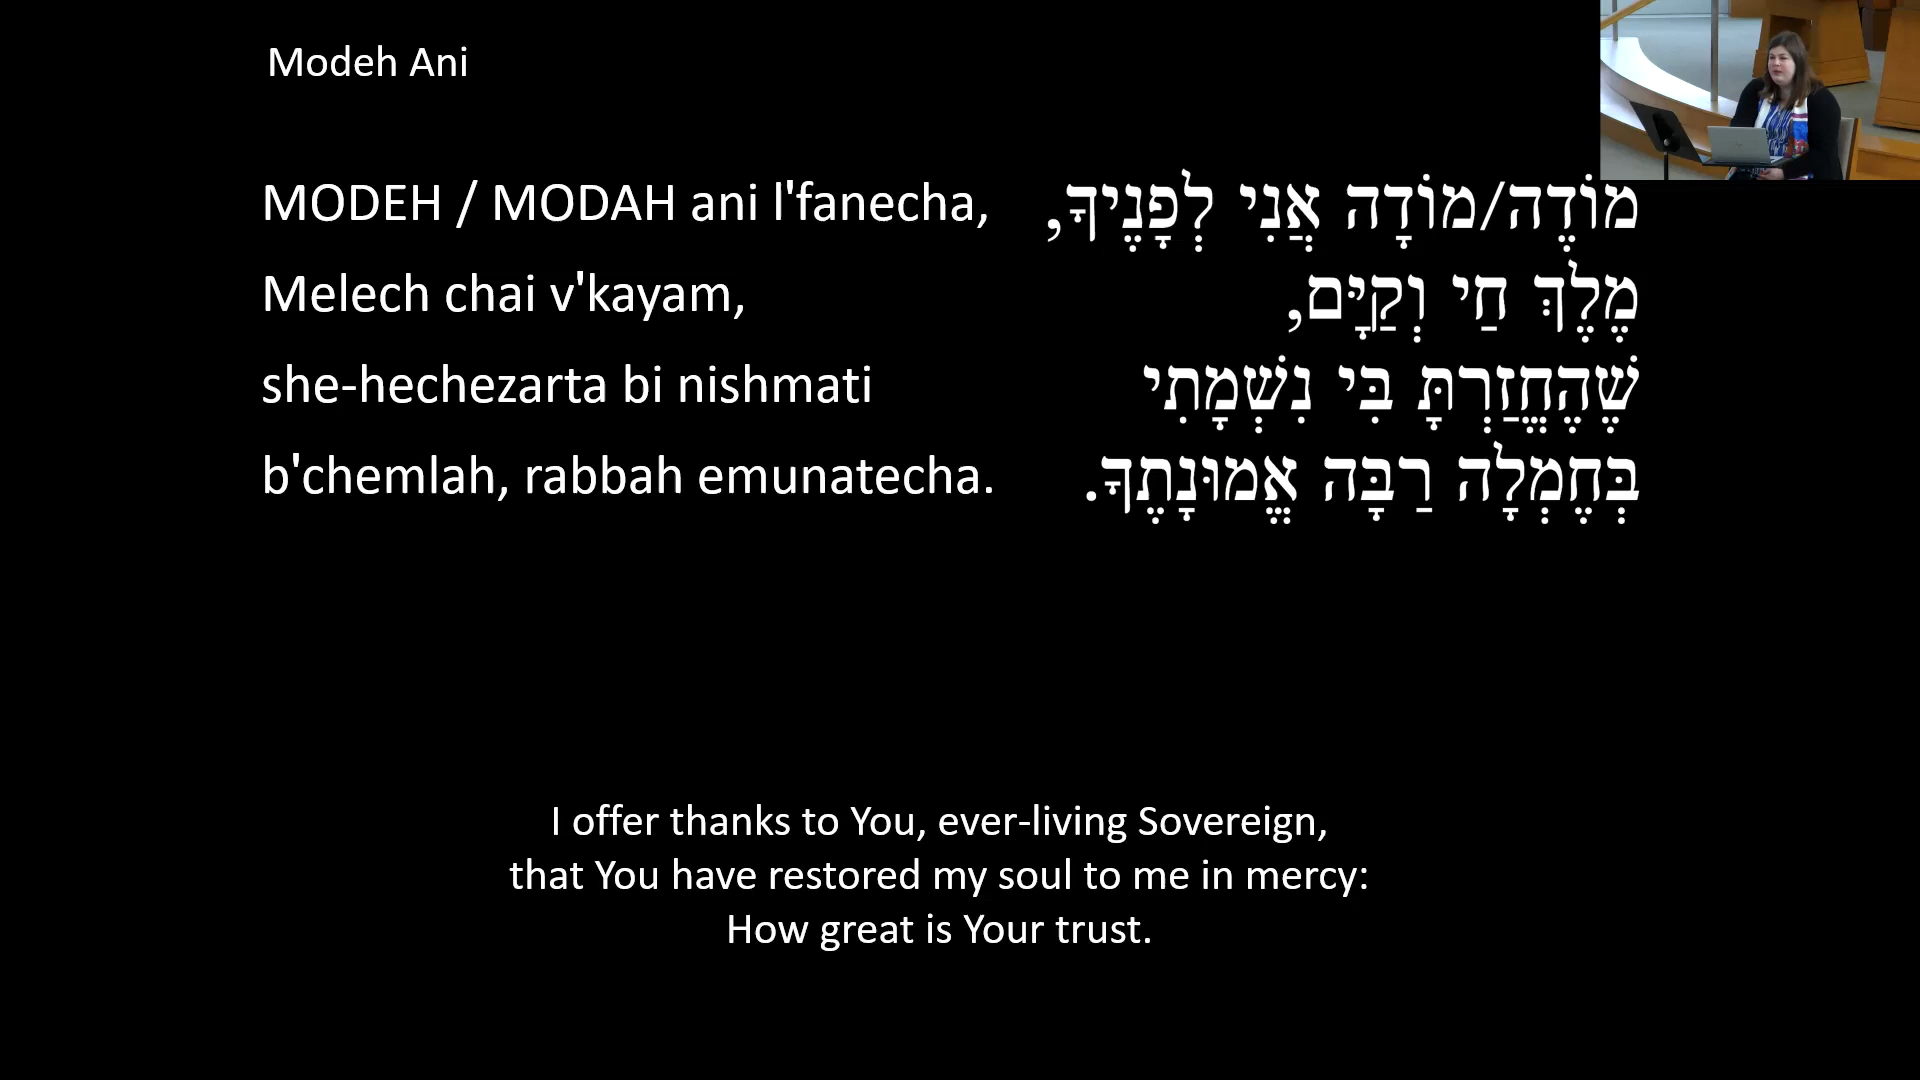 Modeh Ani
MODEH / MODAH ani l'fanecha,
Melech chai v'kayam,
she-hechezarta bi nishmati
b'chemlah, rabbah emunatecha.
מוֹדֶה/מוֹדָה אֲנִי לְפָנֶיךָ,
מֶלֶךְ חַי וְקַיָּם,
שֶׁהֶחֱזַרְתָּ בִּי נִשְׁמָתִי
בְּחֶמְלָה רַבָּה אֱמוּנָתֶךָ.
I offer thanks to You, ever-living Sovereign,
that You have restored my soul to me in mercy:
How great is Your trust.